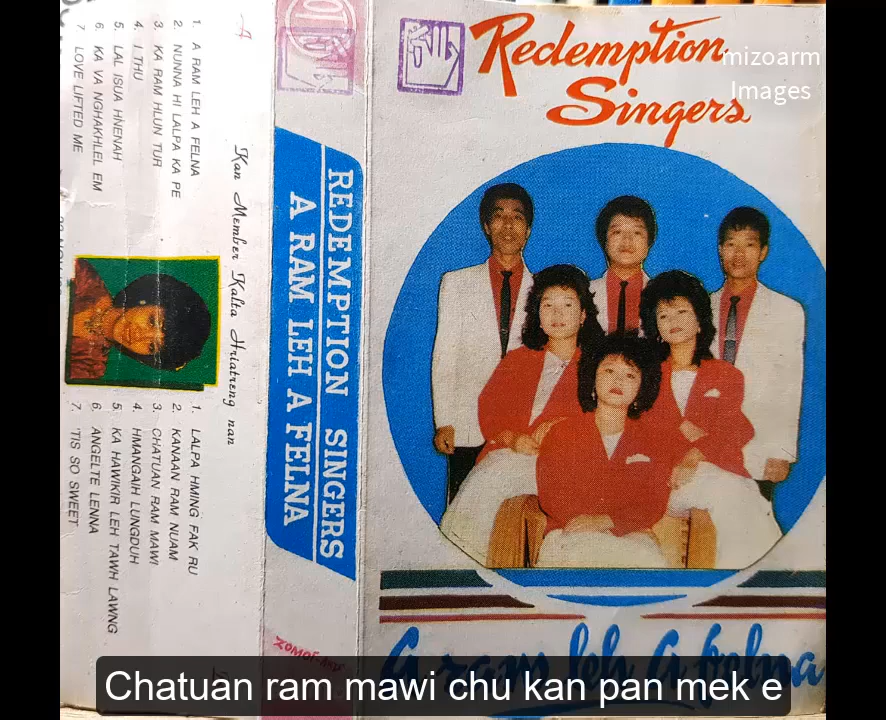 A
1. A RAM LEH A FELNA
2. NUNNA HI LALPA KA PE
3. KA RAM HLUN TUR
4. I THU
5. LAL ISUA HNENAH
6. KA VA NGHAKHLEL EM
7 LOVE LIFTED ME
Kan Member Kalta Hriatreng nan
1. LALPA HMING FAK RU
2. KANAAN RAM NUAM
3. CHATUAN RAM MAWI
4. HMANGAIH LUNGDUH
5. KA HAWIKIR LEH TAWH LAWNG
6. ANGELTE LENNA
7. 'TIS SO SWEET
REDEMPTION SINGERS
A RAM LEH A FELNA
Redemption
Singers
mizoarm
Images
A ram leh A felna
Chatuan ram mawi chu kan pan mek e